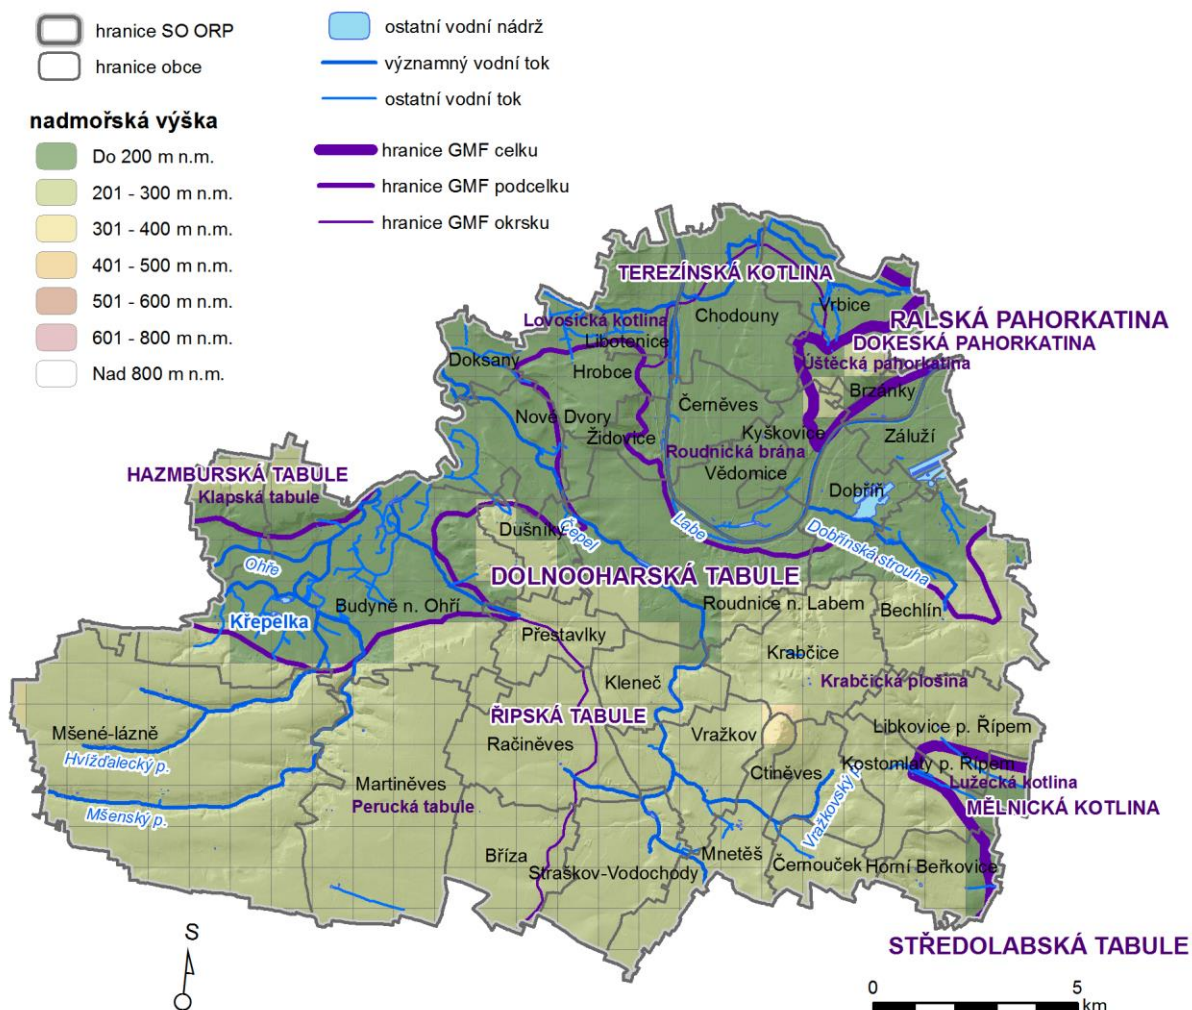 hranice SO ORP
hranice obce
nadmořská výška
Do 200 m n.m.
201 - 300 m n.m.
301 - 400 m n.m.
401 - 500 m n.m.
501 - 600 m n.m.
601 - 800 m n.m.
Nad 800 m n.m.
ostatní vodní nádrž
významný vodní tok
ostatní vodní tok
hranice GMF celku
hranice GMF podcelku
hranice GMF okrsku
TEREZÍNSKÁ KOTLINA
Vrbice
Chodouny
Lovosická kotlina
RALSKÁ PAHORKATINA
Libotenice
DOKESKÁ PAHORKATINA
Doksany
Úštěcká pahorkatina
Hrobce
Brzánky
Černěves
Nové Dvory
Kyškovice
Židovice
Záluží
Roudnická brána
HAZMBURSKÁ TABULE
Vědomice
Klapská tabule
Dobříň
Labe
Dušníky
Čepel
Dobřínská strouha
Ohře
DOLNOOHARSKÁ TABULE
Budyně n. Ohří
Roudnice n. Labem
Bechlín
Křepelka
Přestavlky
Krabčice
Kleneč
Krabčická plošina
ŘIPSKÁ TABULE
Mšené-lázně
Libkovice p. Řípem
Vražkov
Račiněves
Hvížďalecký p.
Kostomlaty p. Řípem
Ctiněves
Martiněves
Lužecká kotlina
Perucká tabule
MĚLNICKÁ KOTLINA
Mšenský p.
Vražkovský p.
Mnetěš
Bříza
Černouček
Horní Beřkovice
Straškov-Vodochody
STŘEDOLABSKÁ TABULE
S
0 5
km